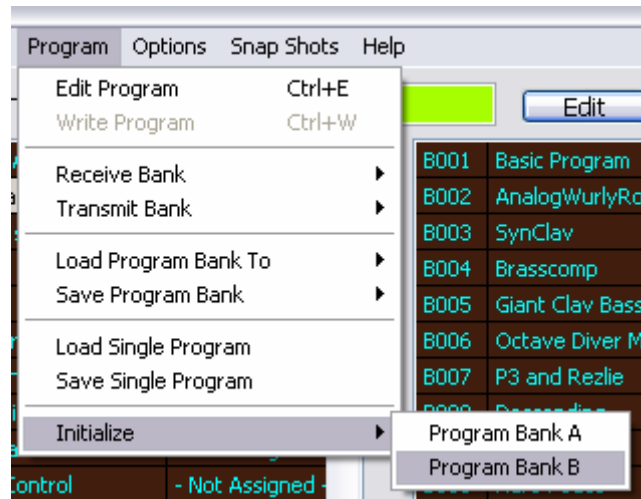 Program Options Snap Shots Help
Edit Program Ctrl+E
Write Program Ctrl+W
Receive Bank
Transmit Bank
Load Program Bank To
Save Program Bank
Load Single Program
Save Single Program
Initialize
Program Bank A
Program Bank B
Edit
B001 Basic Program
B002
B003 SynClav
B004 Brasscomp
B005 Giant Clav Bass
B006 Octave Diver
B007 P3 and Rezlie
Control - Not Assigned -